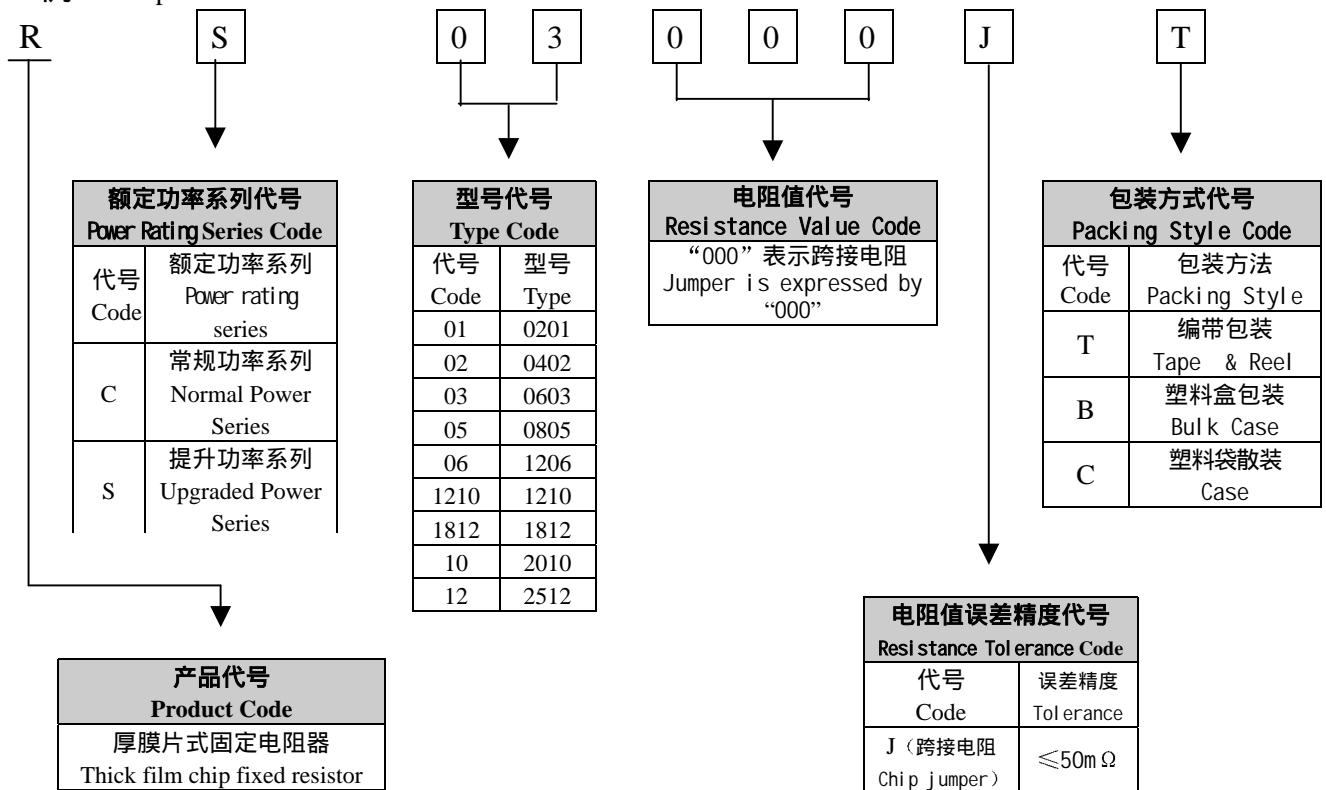 R S 0 3 0 0 0 J T
额定功率系列代号
Power Rating Series Code
代号
Code
额定功率系列
Power rating
series
C
常规功率系列
Normal Power
Series
S
提升功率系列
Upgraded Power
Series
型号代号
Type Code
代号 型号
Code Type
01 0201
02 0402
03 0603
05 0805
06 1206
1210 1210
1812 1812
10 2010
12 2512
电阻值代号
Resistance Value Code
“000”表示跨接电阻
Jumper is expressed by
“000”
包装方式代号
Packing Style Code
代号 包装方法
Code Packing Style
T
编带包装
Tape & Reel
B
塑料盒包装
Bulk Case
C
塑料袋散装
Case
产品代号
Product Code
厚膜片式固定电阻器
Thick film chip fixed resistor
电阻值误差精度代号
Resistance Tolerance Code
代号 误差精度
Code Tolerance
J（跨接电阻
Chip jumper）
≤50mΩ